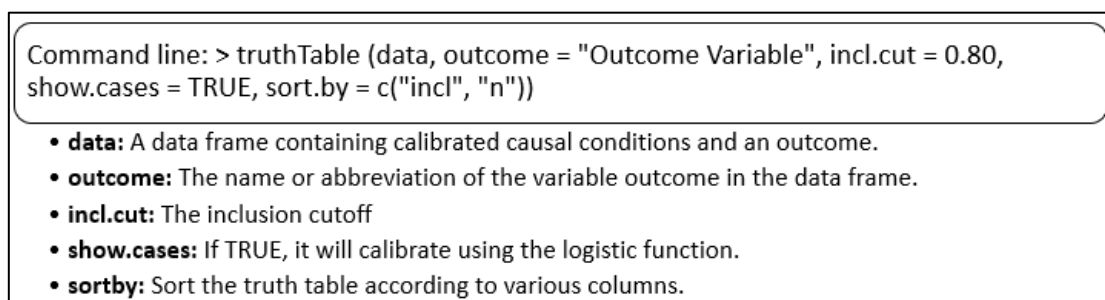 Command line: > truthTable (data, outcome = "Outcome Variable", incl.cut = 0.80,
show.cases = TRUE, sort.by = c("incl", "n"))
• data: A data frame containing calibrated causal conditions and an outcome.
• outcome: The name or abbreviation of the variable outcome in the data frame.
• incl.cut: The inclusion cutoff
• show.cases: If TRUE, it will calibrate using the logistic function.
• sortby: Sort the truth table according to various columns.